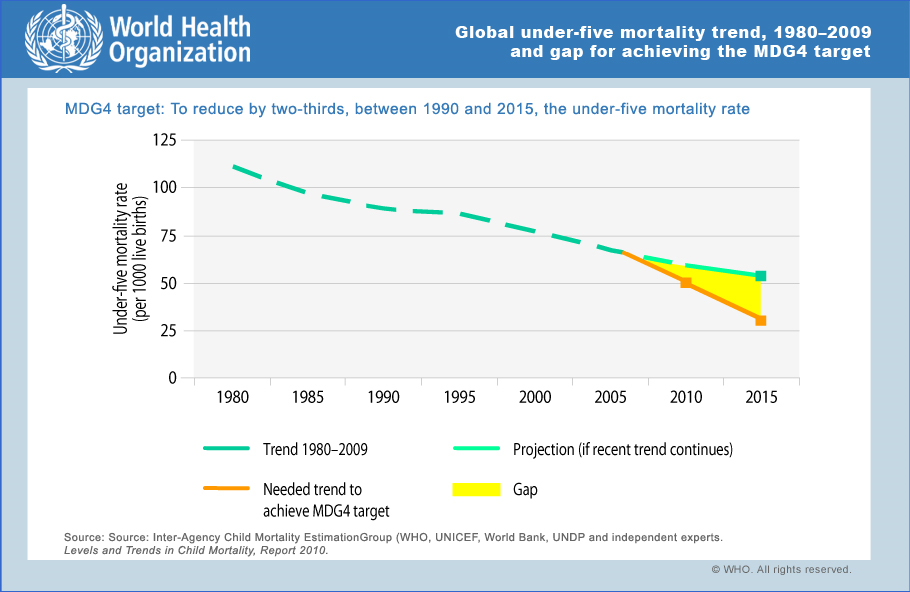 World Health
Organization
Global under-five mortality trend, 1980–2009
and gap for achieving the MDG4 target
MDG4 target: To reduce by two-thirds, between 1990 and 2015, the under-five mortality rate
Under-five mortality rate
(per 1000 live births)
125
100
75
50
25
0
1980 1985 1990 1995 2000 2005 2010 2015
Trend 1980–2009
Projection (if recent trend continues)
Needed trend to
achieve MDG4 target
Gap
Source: Source: Inter-Agency Child Mortality EstimationGroup (WHO, UNICEF, World Bank, UNDP and independent experts.
Levels and Trends in Child Mortality, Report 2010.
© WHO. All rights reserved.